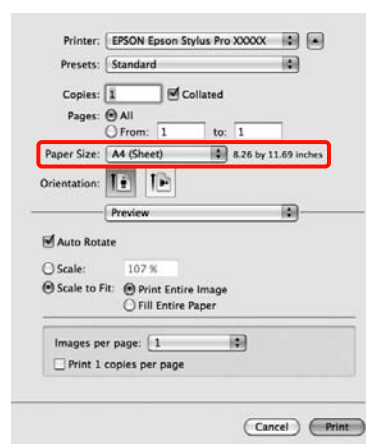 Printer: EPSON Epson Stylus Pro XXXXX
Presets: Standard
Copies: 1 Collated
Pages: All
From: 1 to: 1
Paper Size: A4 (Sheet) 8.26 by 11.69 inches
Orientation:
Preview
Auto Rotate
Scale: 107 %
Scale to Fit: Print Entire Image
Fill Entire Paper
Images per page: 1
Print 1 copies per page
Cancel Print